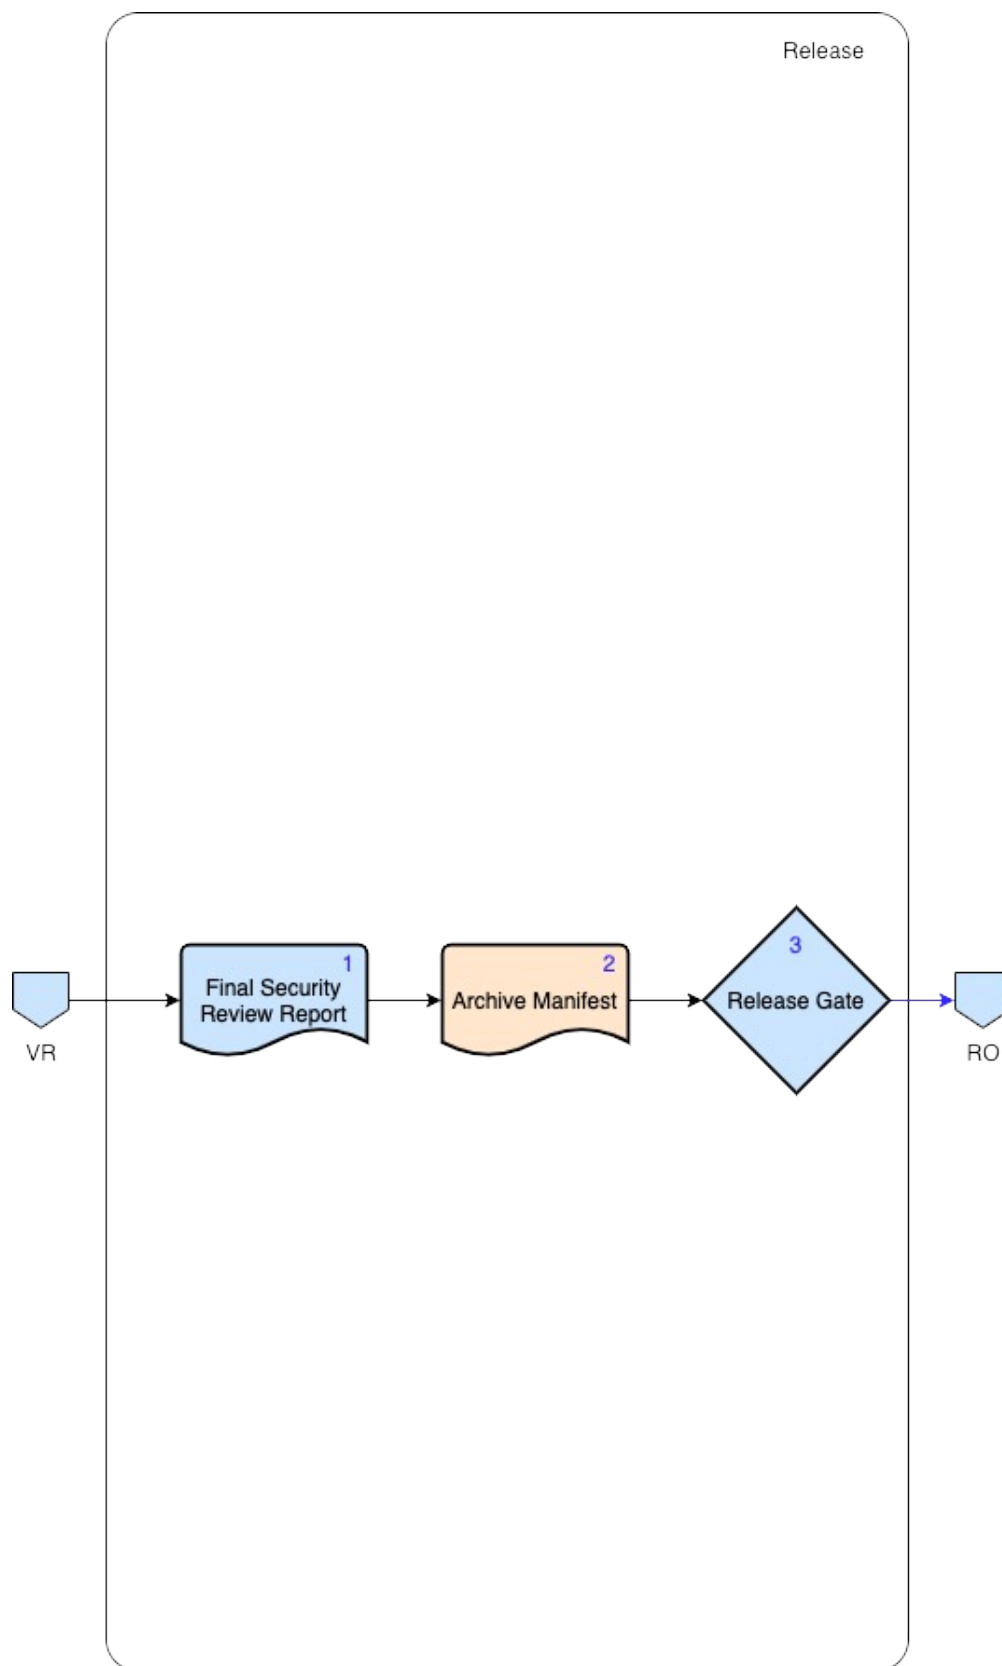 Release
1
Final Security
Review Report
2
Archive Manifest
3
Release Gate
VR
RO